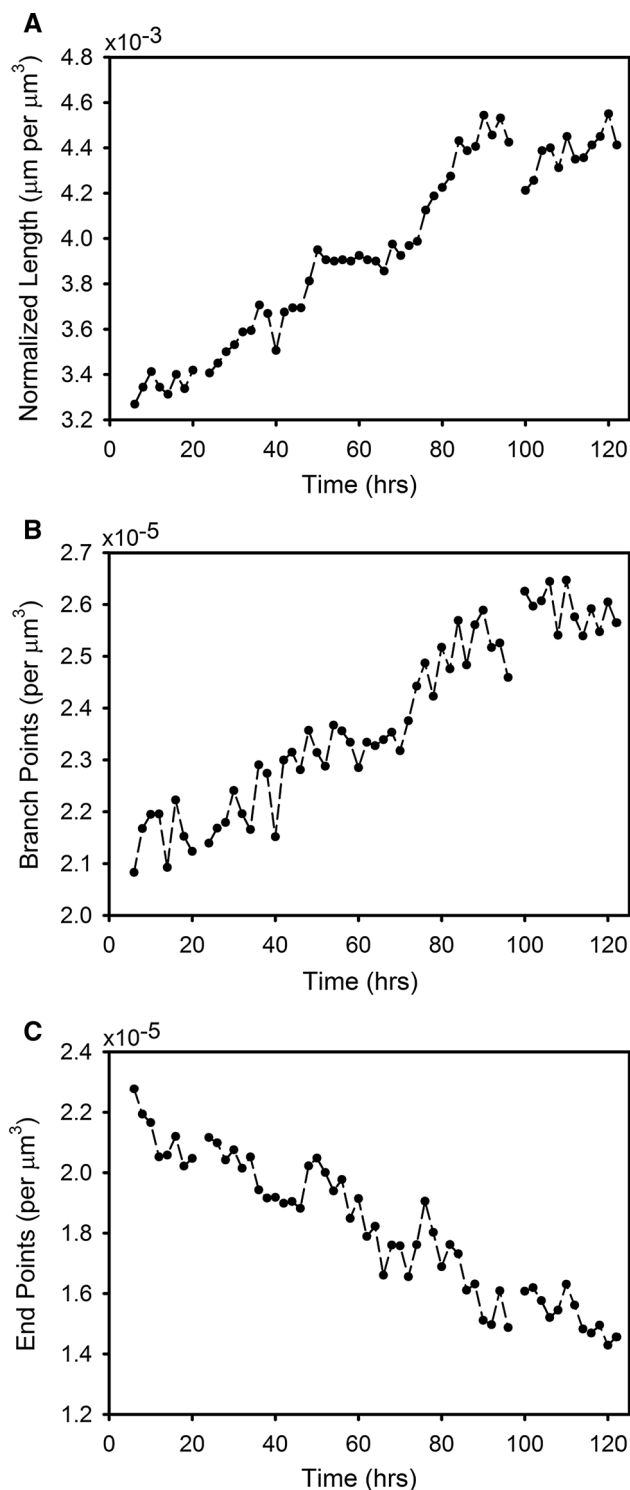 A
x10-3
4.8
4.6
4.4
4.2
4.0
3.8
3.6
3.4
3.2
Normalized Length (μm per μm³)
0 20 40 60 80 100 120
Time (hrs)
B
x10-5
2.7
2.6
2.5
2.4
2.3
2.2
2.1
2.0
Branch Points (per μm³)
0 20 40 60 80 100 120
Time (hrs)
C
x10-5
2.4
2.2
2.0
1.8
1.6
1.4
1.2
End Points (per μm³)
0 20 40 60 80 100 120
Time (hrs)